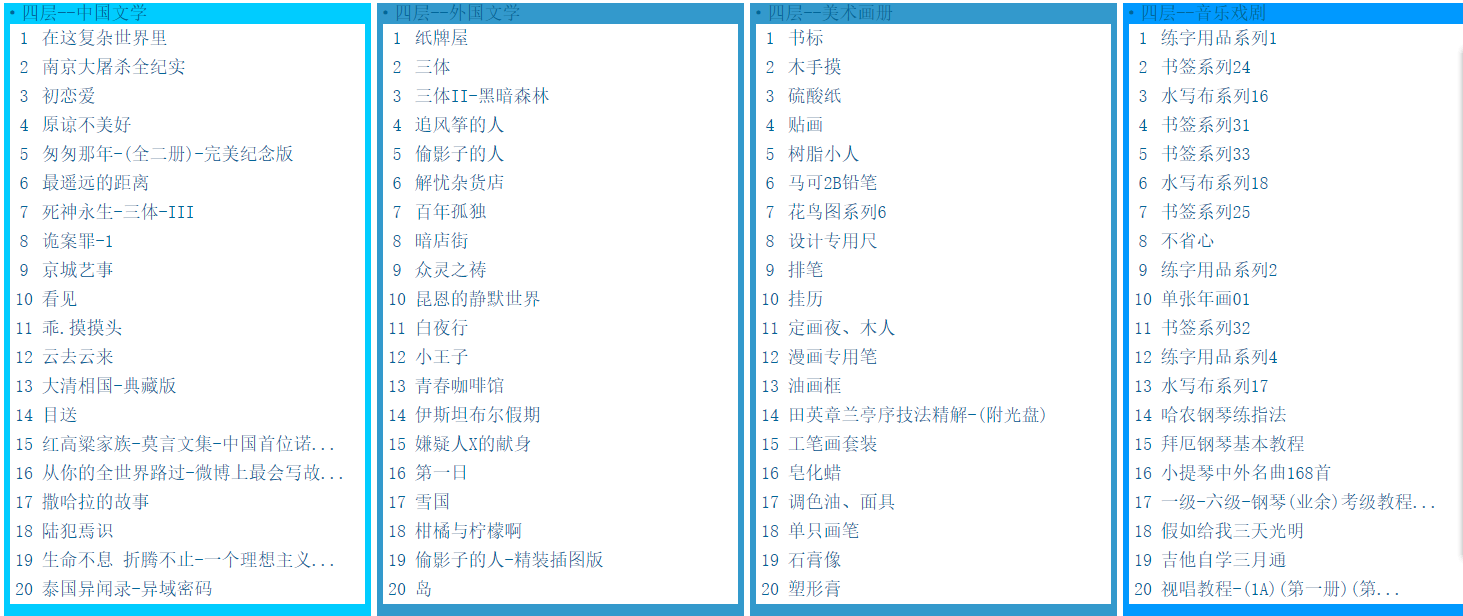 • 四层--中国文学
1 在这复杂世界里
2 南京大屠杀全纪实
3 初恋爱
4 原谅不美好
5 匆匆那年-(全二册)-完美纪念版
6 最遥远的距离
7 死神永生-三体-III
8 诡案罪-1
9 京城艺事
10 看见
11 乖.摸摸头
12 云去云来
13 大清相国-典藏版
14 目送
15 红高粱家族-莫言文集-中国首位诺...
16 从你的全世界路过-微博上最会写故...
17 撒哈拉的故事
18 陆犯焉识
19 生命不息 折腾不止-一个理想主义...
20 泰国异闻录-异域密码
• 四层--外国文学
1 纸牌屋
2 三体
3 三体II-黑暗森林
4 追风筝的人
5 偷影子的人
6 解忧杂货店
7 百年孤独
8 暗店街
9 众灵之祷
10 昆恩的静默世界
11 白夜行
12 小王子
13 青春咖啡馆
14 伊斯坦布尔假期
15 嫌疑人X的献身
16 第一日
17 雪国
18 柑橘与柠檬啊
19 偷影子的人-精装插图版
20 岛
• 四层--美术画册
1 书标
2 木手摸
3 硫酸纸
4 贴画
5 树脂小人
6 马可2B铅笔
7 花鸟图系列6
8 设计专用尺
9 排笔
10 挂历
11 定画夜、木人
12 漫画专用笔
13 油画框
14 田英章兰亭序技法精解-(附光盘)
15 工笔画套装
16 皂化蜡
17 调色油、面具
18 单只画笔
19 石膏像
20 塑形膏
• 四层--音乐戏剧
1 练字用品系列1
2 书签系列24
3 水写布系列16
4 书签系列31
5 书签系列33
6 水写布系列18
7 书签系列25
8 不省心
9 练字用品系列2
10 单张年画01
11 书签系列32
12 练字用品系列4
13 水写布系列17
14 哈农钢琴练指法
15 拜厄钢琴基本教程
16 小提琴中外名曲168首
17 一级-六级-钢琴(业余)考级教程...
18 假如给我三天光明
19 吉他自学三月通
20 视唱教程-(1A)(第一册)(第...